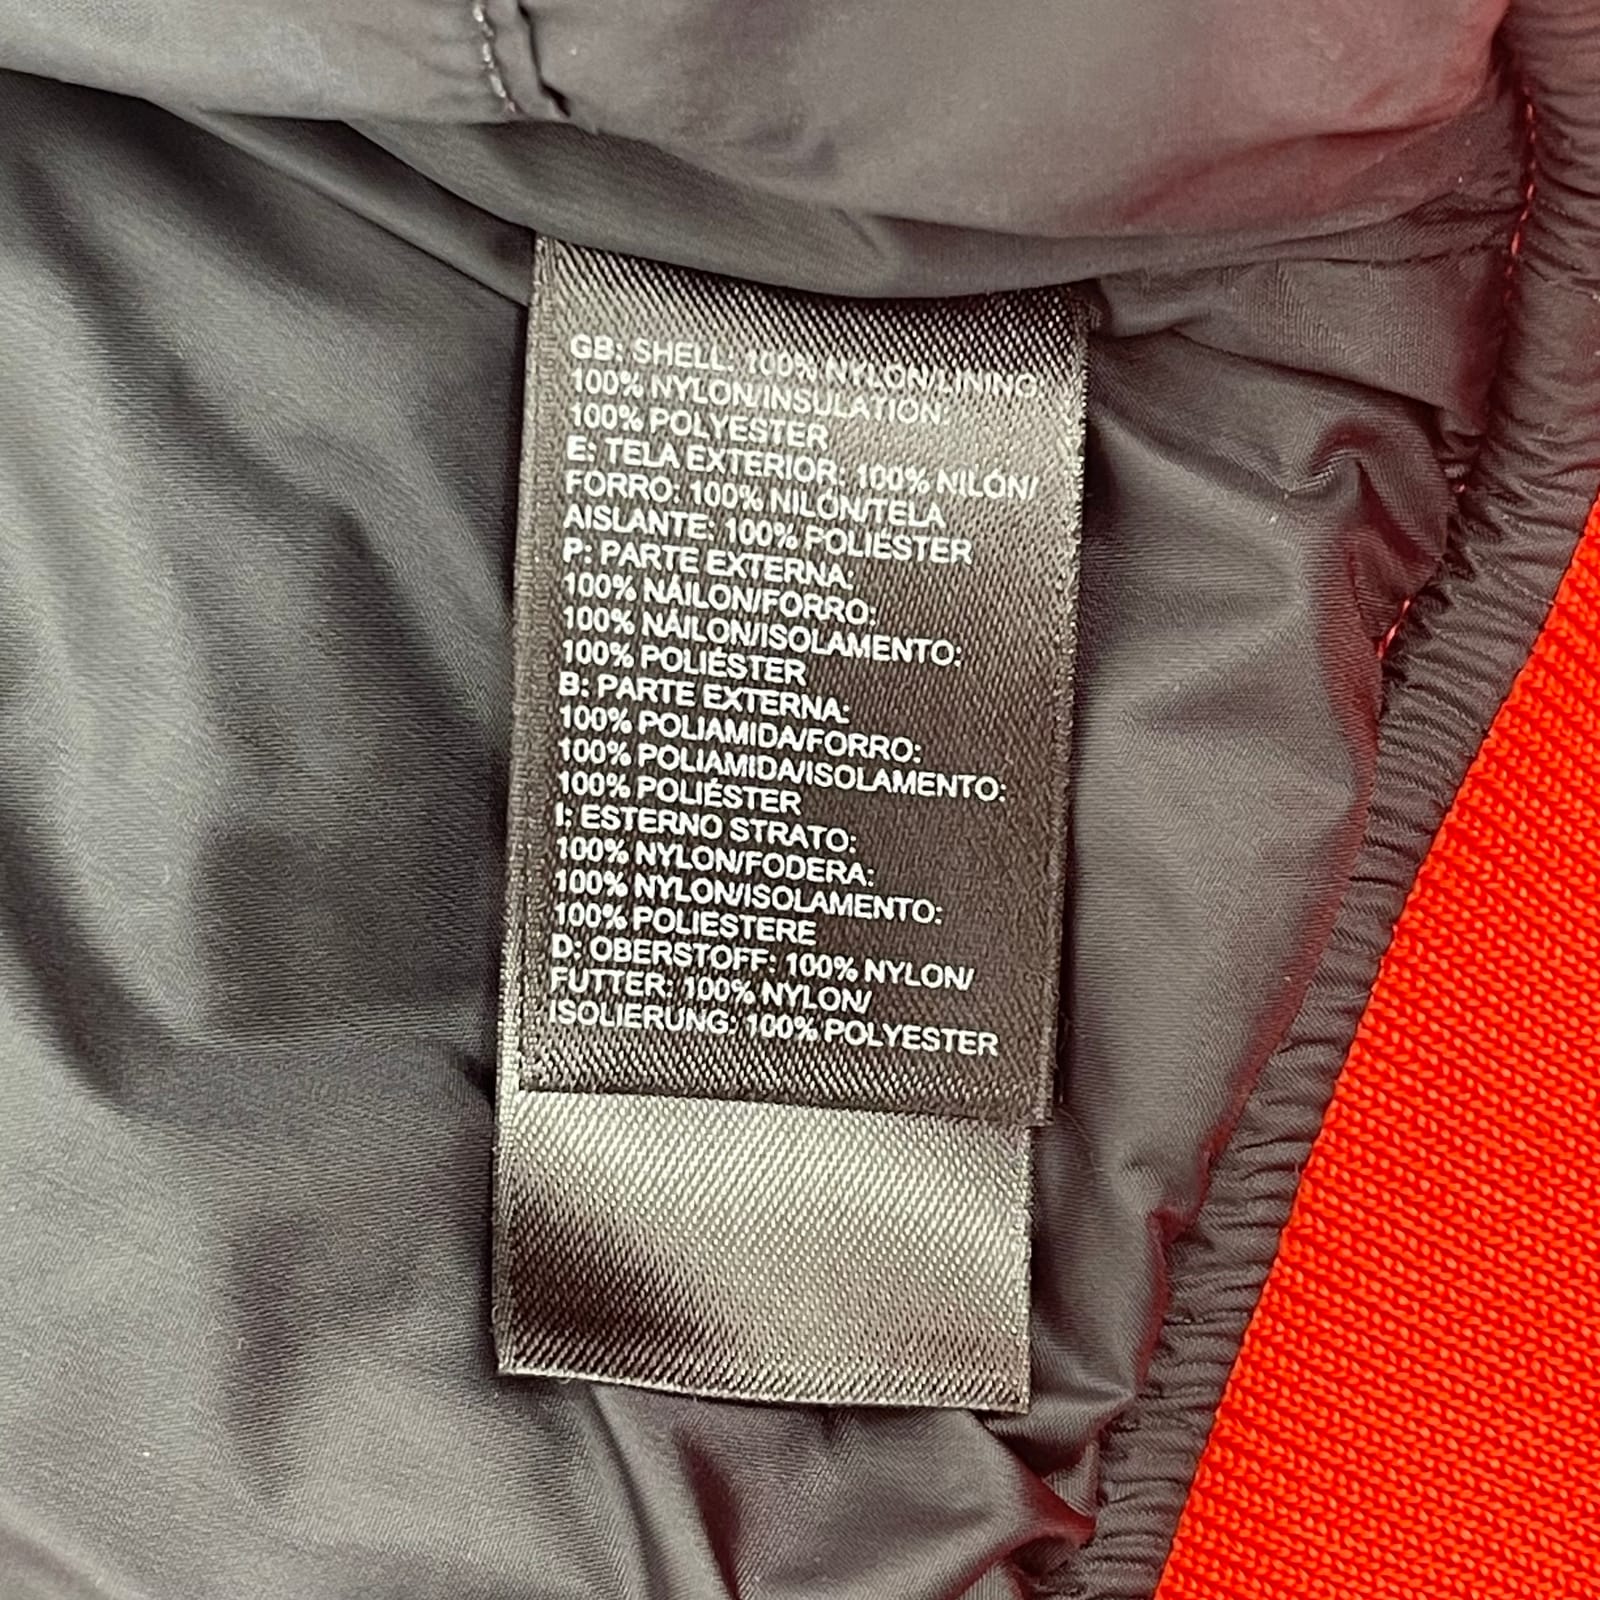 GB: SHELL: 100% NYLON/LINING:
100% NYLON/INSULATION:
100% POLYESTER
E: TELA EXTERIOR: 100% NILÓN/
FORRO: 100% NILÓN/TELA
AISLANTE: 100% POLIÉSTER
P: PARTE EXTERNA:
100% NÁILON/FORRO:
100% NÁILON/ISOLAMENTO:
100% POLIÉSTER
B: PARTE EXTERNA:
100% POLIAMIDA/FORRO:
100% POLIAMIDA/ISOLAMENTO:
100% POLIÉSTER
I: ESTERNO STRATO:
100% NYLON/FODERA:
100% NYLON/ISOLAMENTO:
100% POLIESTERE
D: OBERSTOFF: 100% NYLON/
FUTTER: 100% NYLON/
ISOLIERUNG: 100% POLYESTER